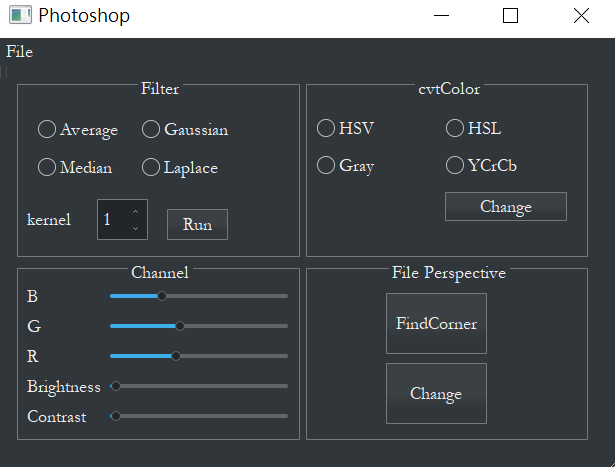 Photoshop
File
Filter
Average Gaussian
Median Laplace
kernel 1 Run
cvtColor
HSV HSL
Gray YCrCb
Change
Channel
B
G
R
Brightness
Contrast
File Perspective
FindCorner
Change